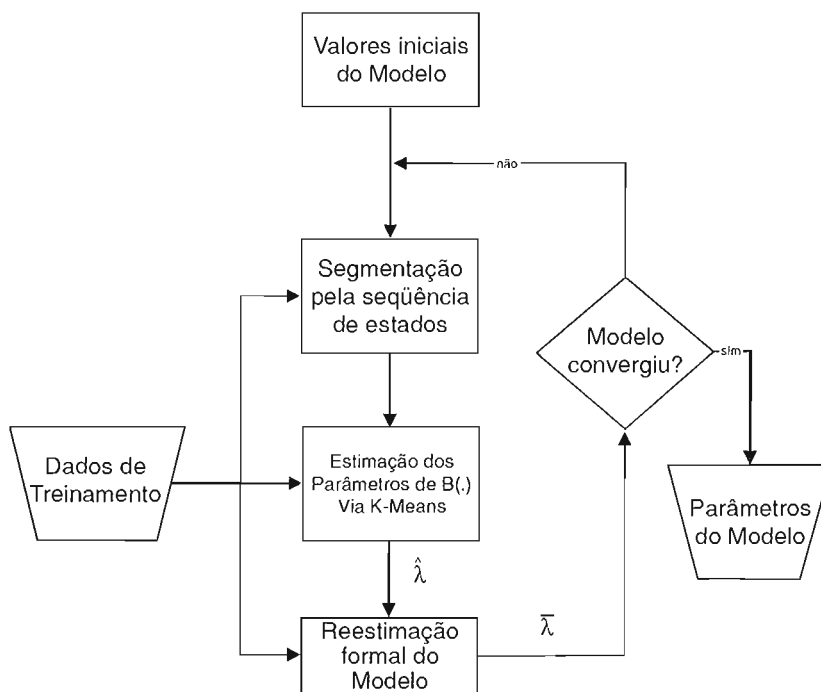 Valores iniciais
do Modelo
não
Segmentação
pela seqüência
de estados
Modelo
convergiu?
sim
Dados de
Treinamento
Estimação dos
Parâmetros de B(.)
Via K-Means
Parâmetros
do Modelo
λ̂
Reestimação
formal do
Modelo
λ̅